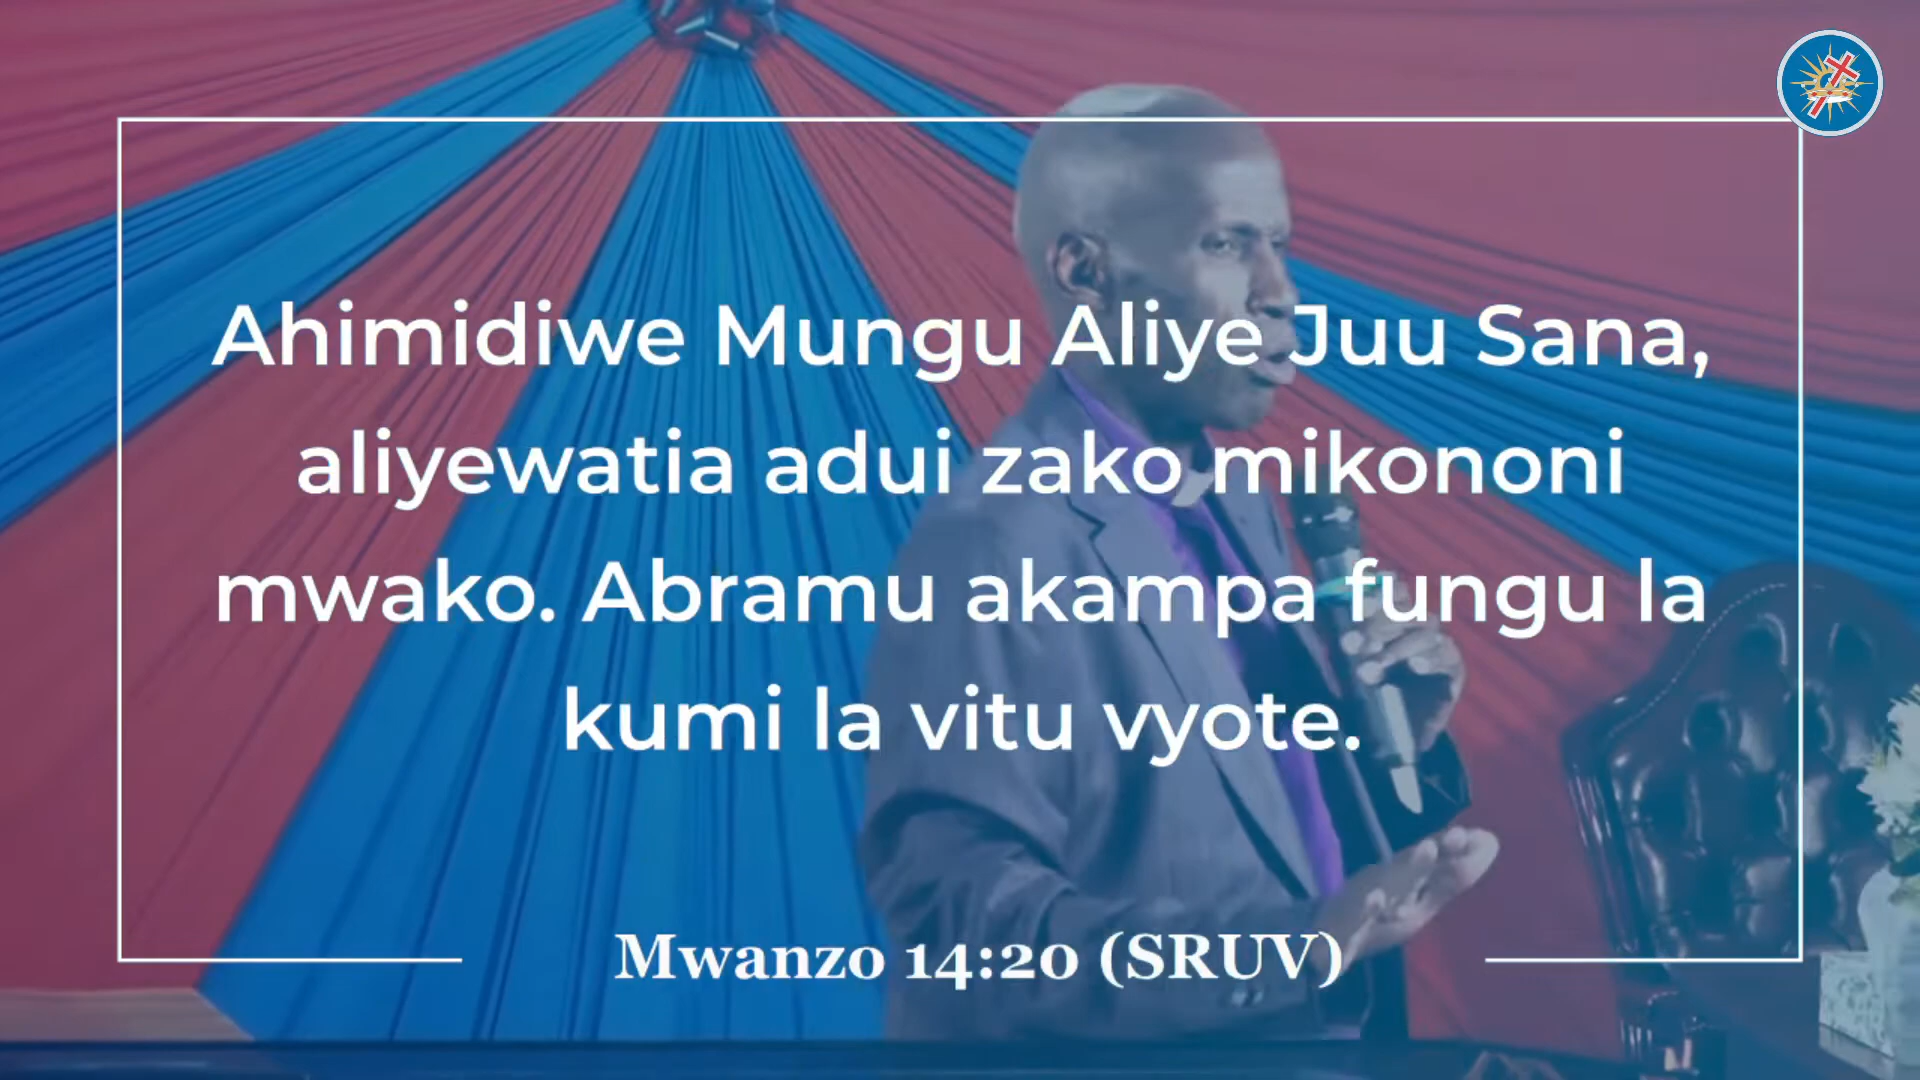 Ahimidiwe Mungu Aliye Juu Sana,
aliyewatia adui zako mikononi
mwako. Abramu akampa fungu la
kumi la vitu vyote.
Mwanzo 14:20 (SRUV)